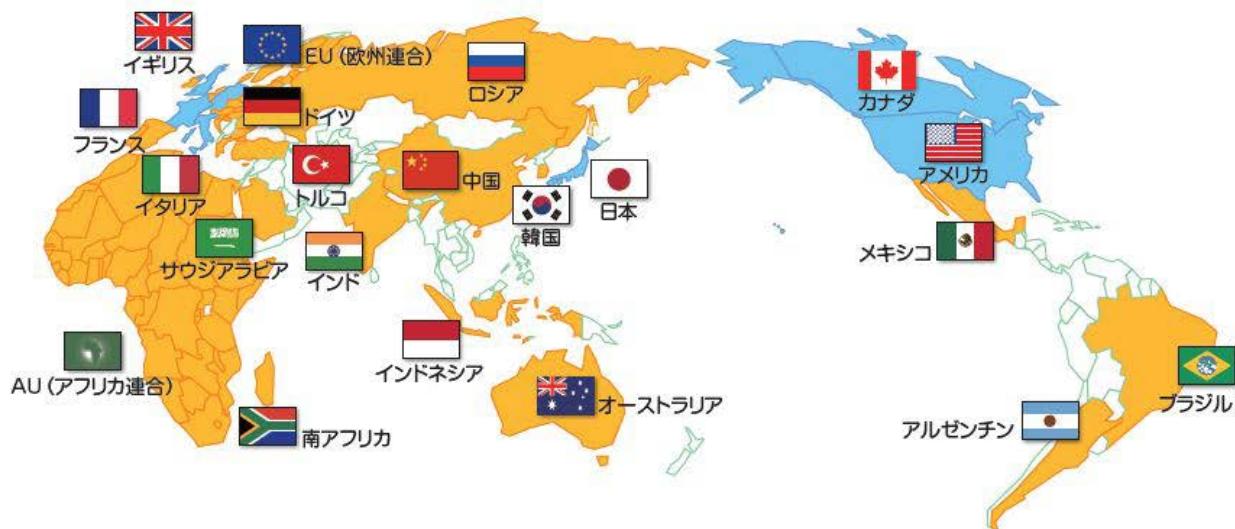 イギリス
EU（欧州連合）
ロシア
カナダ
フランス
ドイツ
アメリカ
イタリア
トルコ
中国
日本
韓国
サウジアラビア
インド
メキシコ
AU（アフリカ連合）
インドネシア
ブラジル
オーストラリア
アルゼンチン
南アフリカ